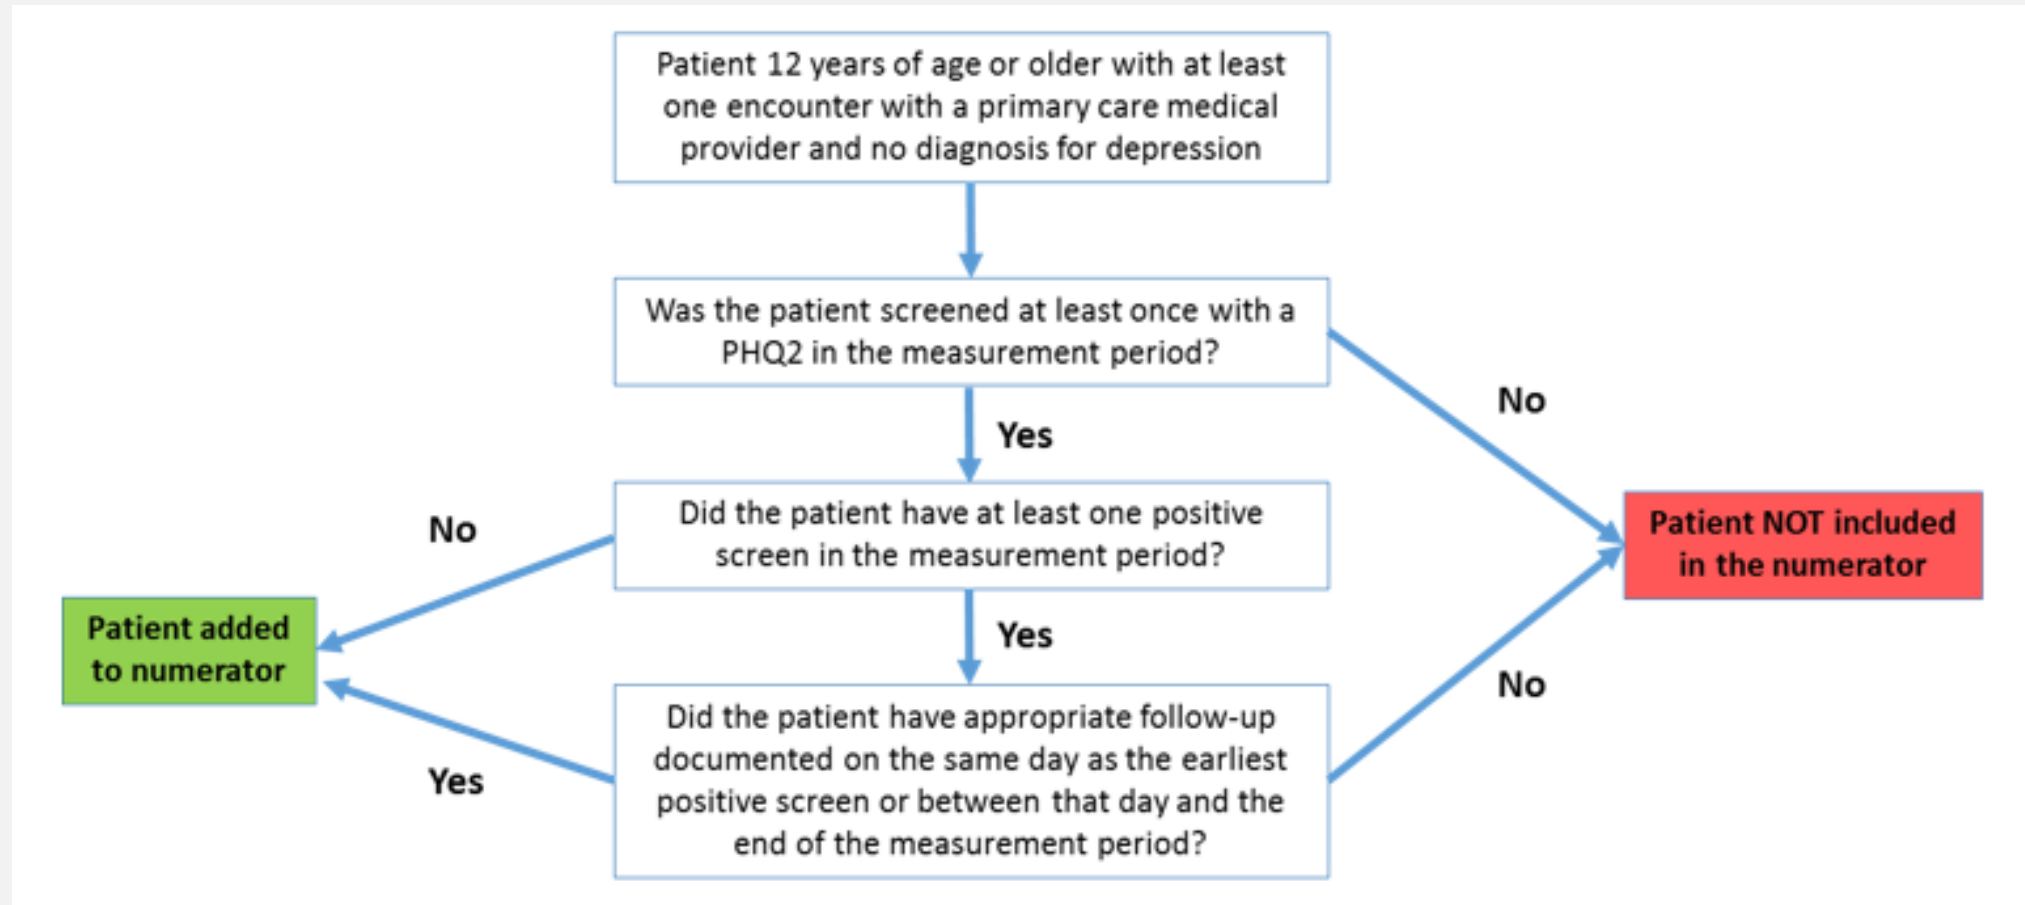 Patient 12 years of age or older with at least
one encounter with a primary care medical
provider and no diagnosis for depression
Was the patient screened at least once with a
PHQ2 in the measurement period?
No
Yes
Did the patient have at least one positive
screen in the measurement period?
No
Patient NOT included
in the numerator
Patient added
to numerator
Yes
No
Did the patient have appropriate follow-up
documented on the same day as the earliest
positive screen or between that day and the
end of the measurement period?
Yes